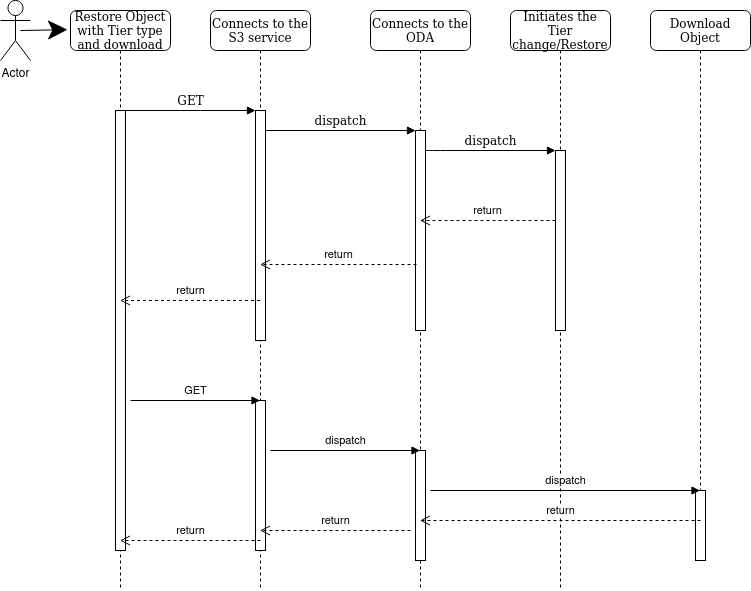 Restore Object
with Tier type
and download
Connects to the
S3 service
Connects to the
ODA
Initiates the
Tier
change/Restore
Download
Object
Actor
GET
dispatch
dispatch
return
return
return
GET
dispatch
dispatch
return
return
return